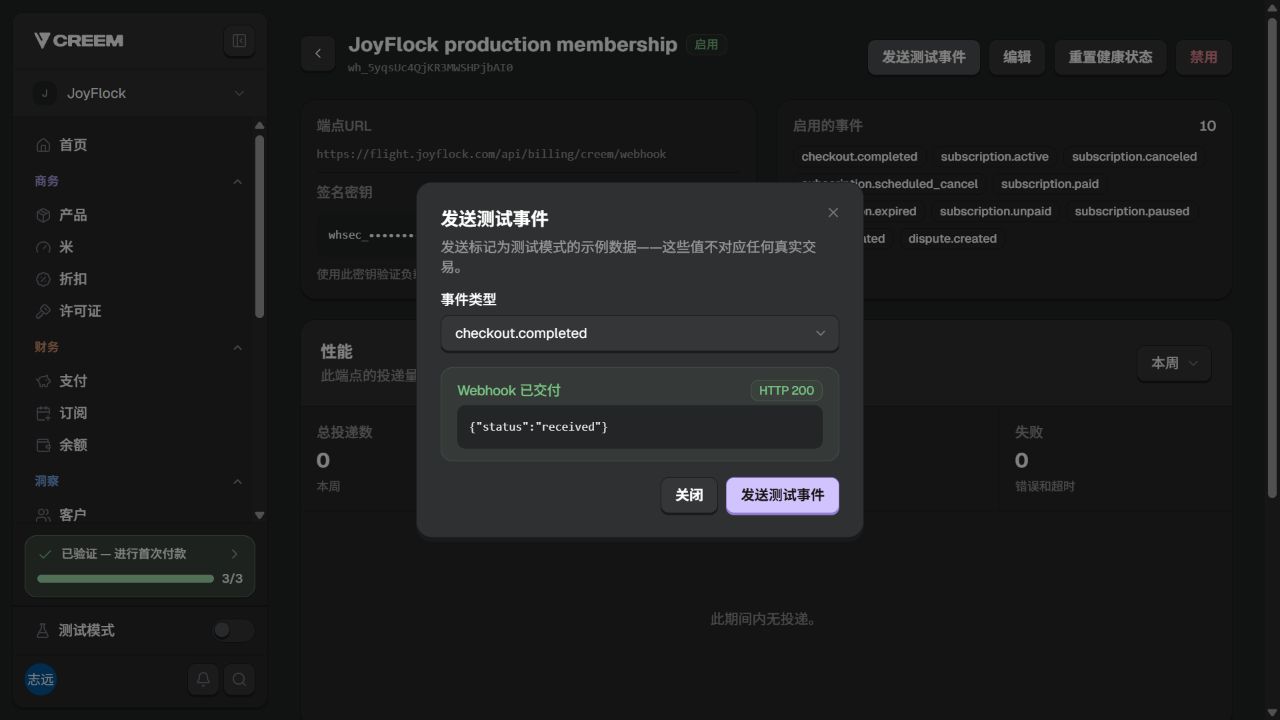 CREEM
J
JoyFlock
首页
商务
产品
米
折扣
许可证
财务
支付
订阅
余额
洞察
客户
已验证 — 进行首次付款
3/3
测试模式
志远
JoyFlock production membership
启用
wh_5yqsUc4QjKR3MWSHPjbAI0
发送测试事件
编辑
重置健康状态
禁用
端点URL
https://flight.joyflock.com/api/billing/creem/webhook
签名密钥
whsec_••••••••
使用此密钥验证
启用的事件
10
checkout.completed
subscription.active
subscription.canceled
subscription.scheduled_cancel
subscription.paid
.expired
subscription.unpaid
subscription.paused
dispute.created
性能
此端点的投递量
本周
总投递数
0
本周
失败
0
错误和超时
此期间内无投递。
发送测试事件
发送标记为测试模式的示例数据——这些值不对应任何真实交
易。
事件类型
checkout.completed
Webhook 已交付
HTTP 200
{"status":"received"}
关闭
发送测试事件